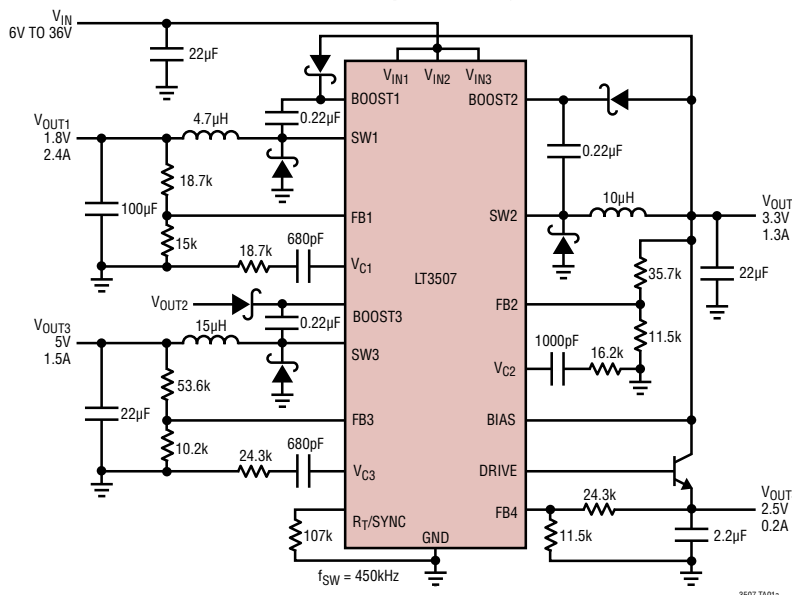 VIN
6V TO 36V
22µF
VIN1
VIN2
VIN3
BOOST1
BOOST2
0.22µF
0.22µF
VOUT1
1.8V
2.4A
4.7µH
SW1
18.7k
100µF
FB1
15k
18.7k
680pF
VC1
LT3507
SW2
10µH
VOUT
3.3V
1.3A
35.7k
22µF
VOUT2
BOOST3
0.22µF
FB2
11.5k
VOUT3
5V
1.5A
15µH
SW3
1000pF
16.2k
VC2
53.6k
22µF
FB3
BIAS
10.2k
24.3k
680pF
VC3
DRIVE
RT/SYNC
107k
GND
fSW = 450kHz
FB4
24.3k
11.5k
VOUT
2.5V
0.2A
2.2µF